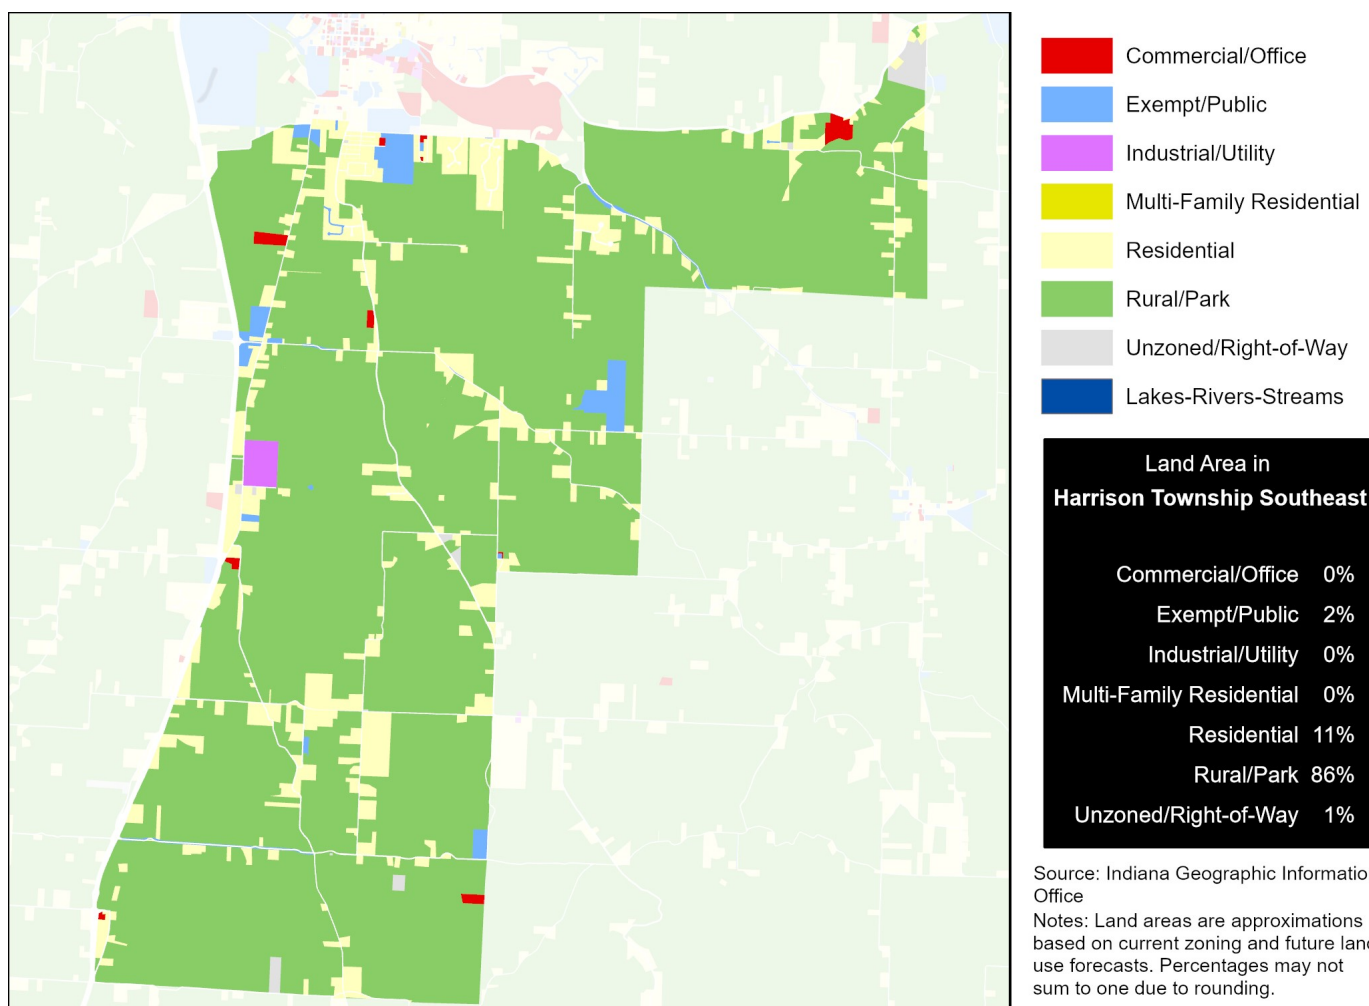 Commercial/Office
Exempt/Public
Industrial/Utility
Multi-Family Residential
Residential
Rural/Park
Unzoned/Right-of-Way
Lakes-Rivers-Streams
Land Area in
Harrison Township Southeast
Commercial/Office 0%
Exempt/Public 2%
Industrial/Utility 0%
Multi-Family Residential 0%
Residential 11%
Rural/Park 86%
Unzoned/Right-of-Way 1%
Source: Indiana Geographic Informatio
Office
Notes: Land areas are approximations
based on current zoning and future lan
use forecasts. Percentages may not
sum to one due to rounding.